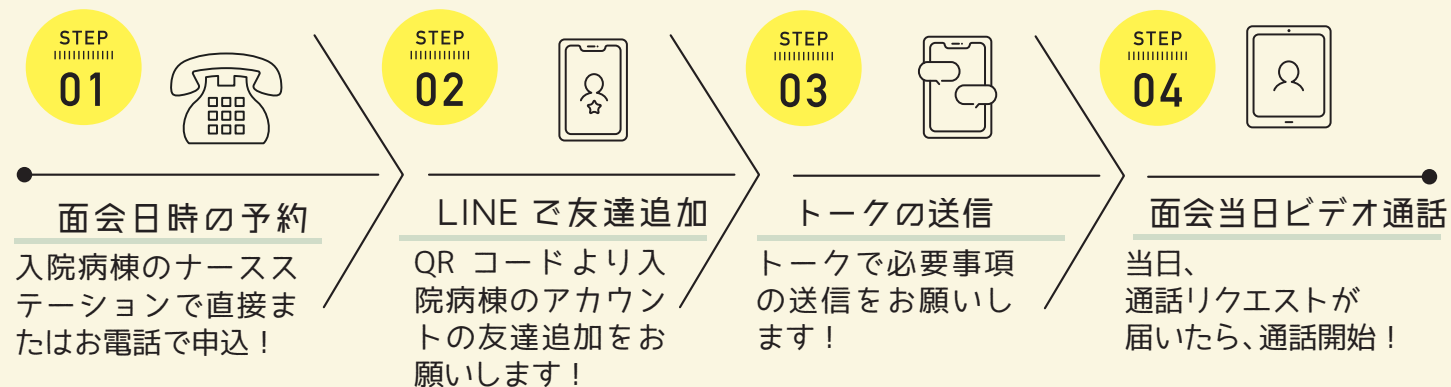 STEP
01
面会日時の予約
入院病棟のナースス
テーションで直接ま
たはお電話で申込！
STEP
02
LINE で友達追加
QR コードより入
院病棟のアカウン
トの友達追加をお
願いします！
STEP
03
トークの送信
トークで必要事項
の送信をお願いし
ます！
STEP
04
面会当日ビデオ通話
当日、
通話リクエストが
届いたら、通話開始！